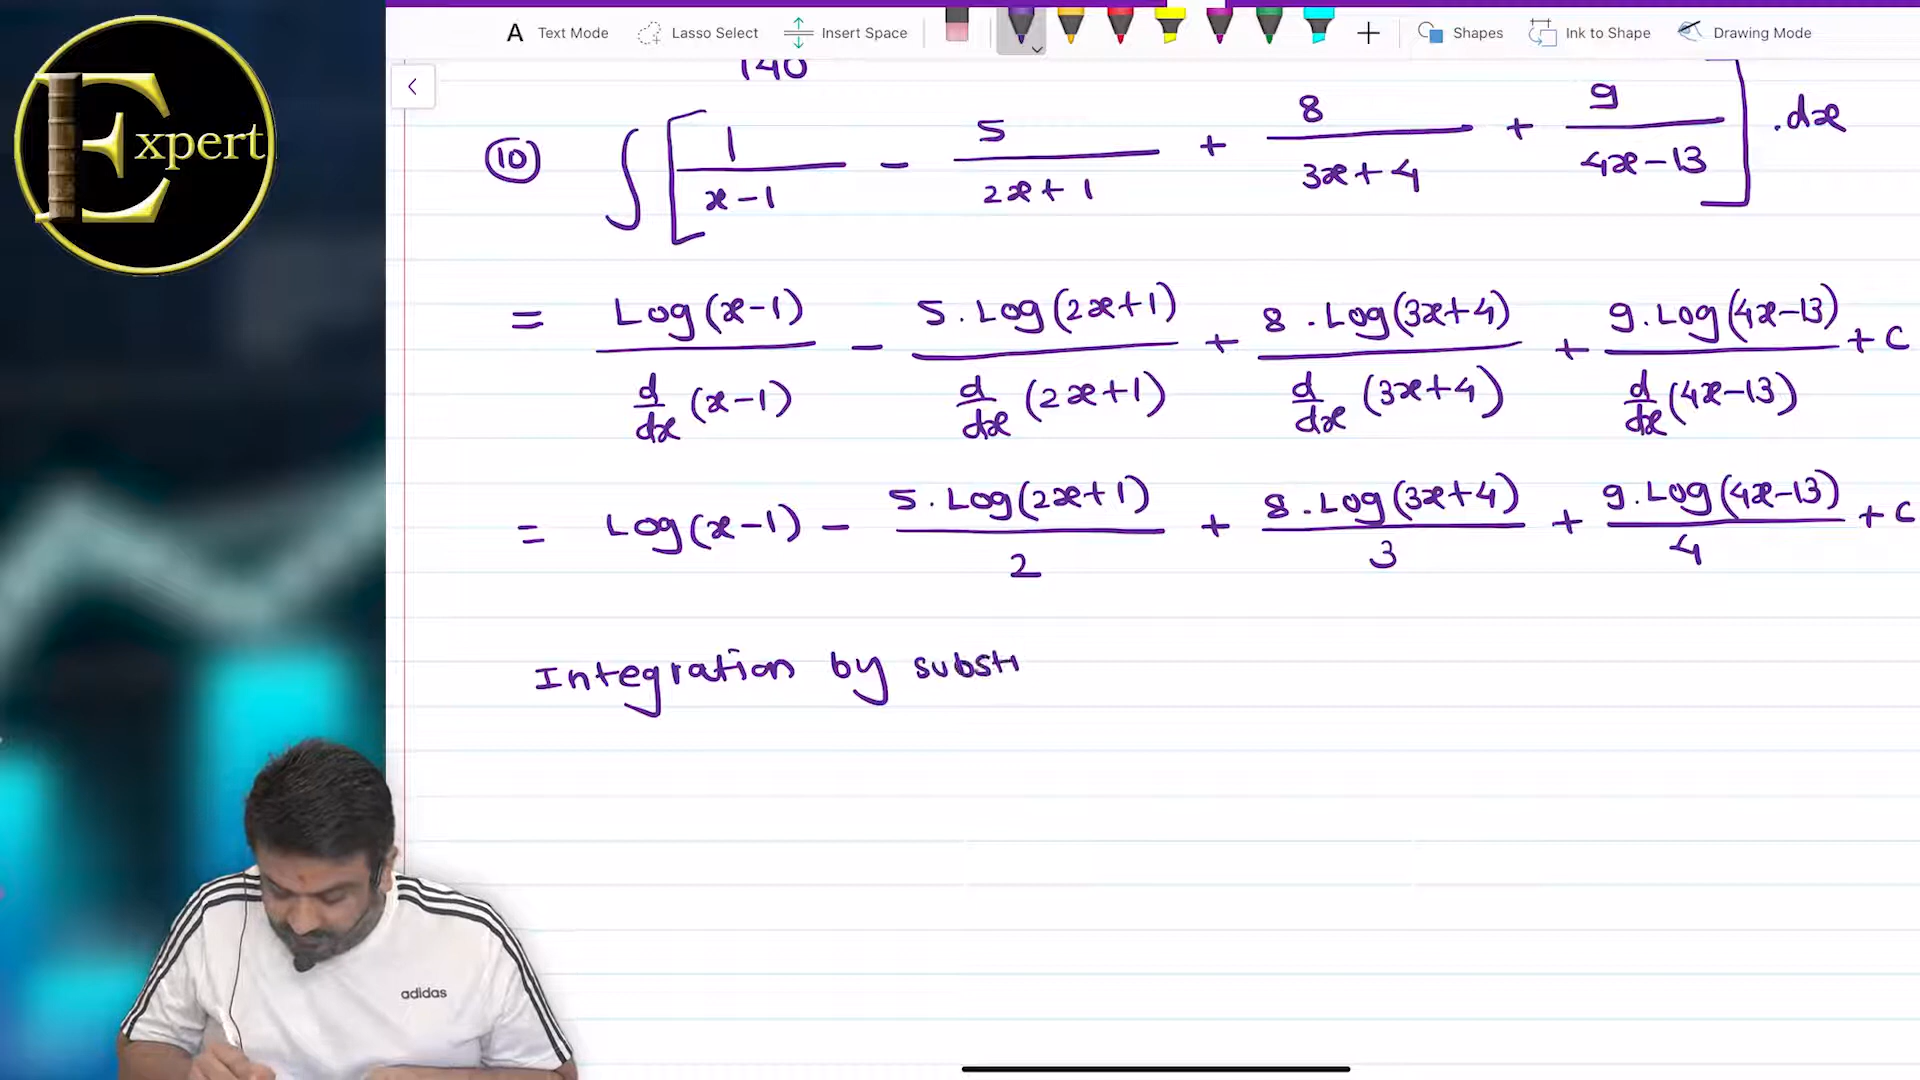 Expert
A Text Mode Lasso Select Insert Space Shapes Ink to Shape Drawing Mode
140
(10) ∫ [ 1/(x-1) - 5/(2x+1) + 8/(3x+4) + 9/(4x-13) ] .dx
= Log(x-1) / d/dx (x-1) - 5.Log(2x+1) / d/dx (2x+1) + 8.Log(3x+4) / d/dx (3x+4) + 9.Log(4x-13) / d/dx (4x-13) + c
= Log(x-1) - 5.Log(2x+1) / 2 + 8.Log(3x+4) / 3 + 9.Log(4x-13) / 4 + c
Integration by substi
adidas